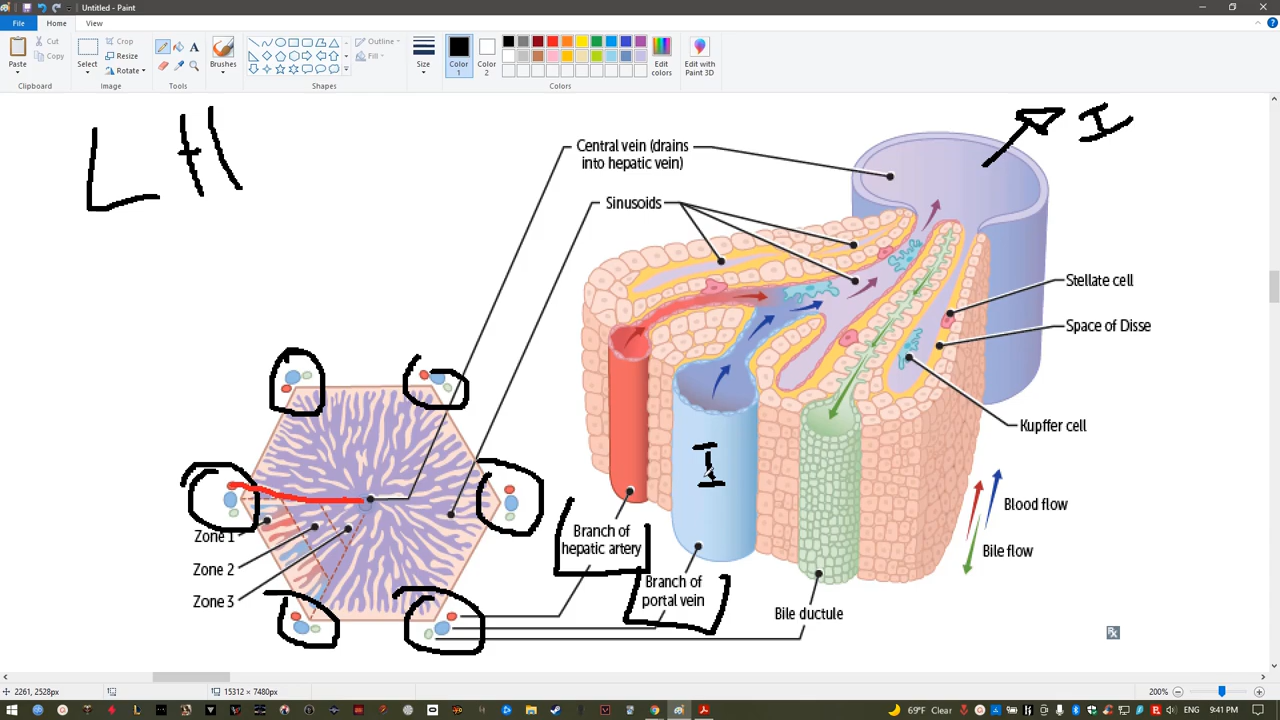 Untitled - Paint
File Home View
Paste
Cut
Copy
Clipboard
Select
Crop
Resize
Rotate
Image
Tools
Brushes
Shapes
Outline
Fill
Size
Color
1
Color
2
Edit
colors
Colors
Edit with
Paint 3D
L
I
Central vein (drains
into hepatic vein)
Sinusoids
Stellate cell
Space of Disse
Kupffer cell
I
Zone 1
Zone 2
Zone 3
Branch of
hepatic artery
Branch of
portal vein
Bile ductule
Blood flow
Bile flow
Rx
2261, 2528px
15312 × 7480px
200%
69°F Clear
ENG
9:41 PM